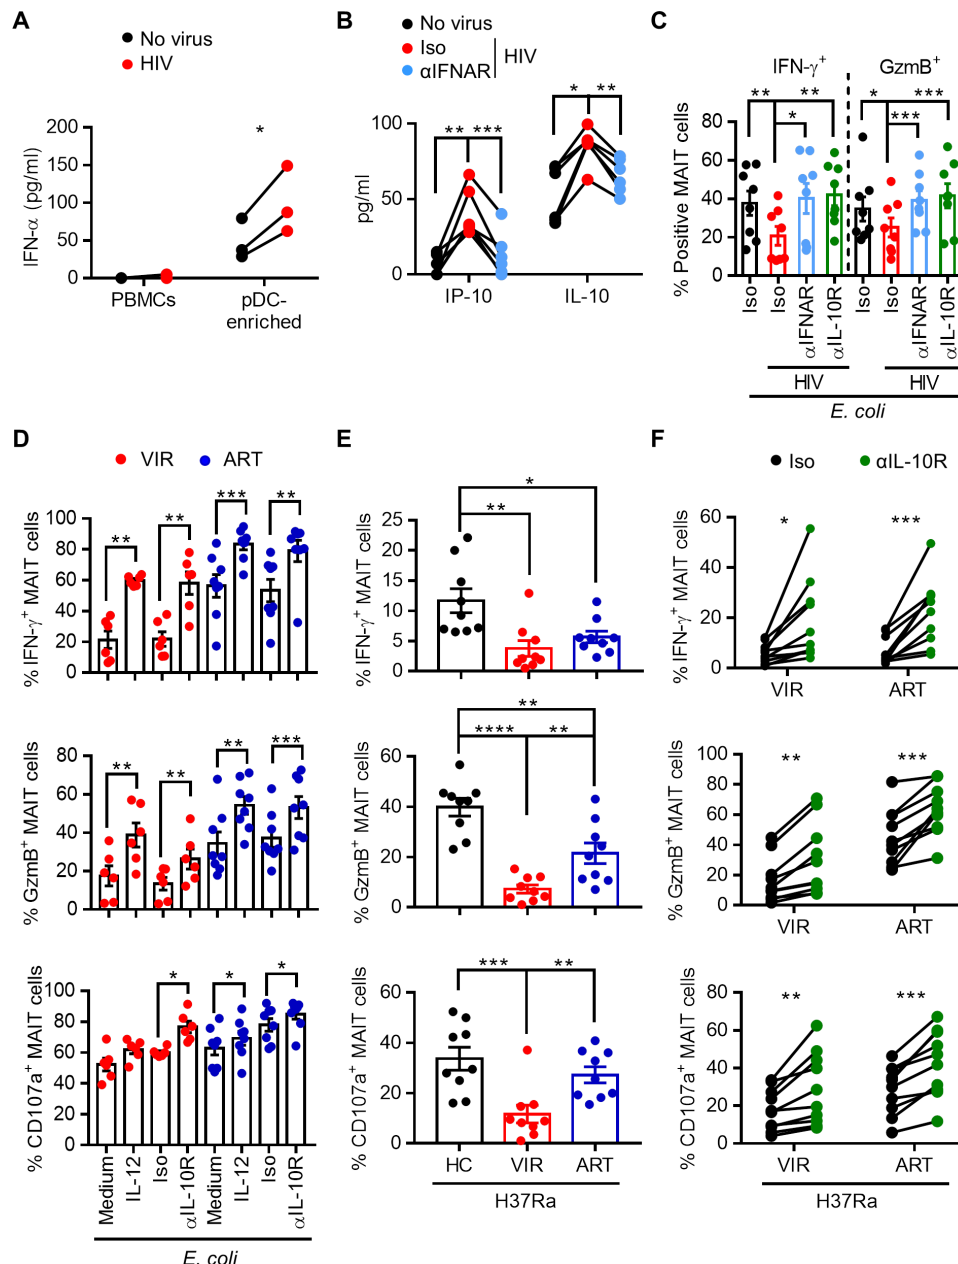 A
No virus
HIV
IFN-α (pg/ml)
200
150
100
50
0
*
PBMCs
pDC-
enriched
B
No virus
Iso
αIFNAR
HIV
pg/ml
100
50
0
** ***
* **
IP-10
IL-10
C
IFN-γ+
GzmB+
% Positive MAIT cells
80
60
40
20
0
** **
*
* ***
***
Iso
Iso
αIFNAR
αIL-10R
Iso
Iso
αIFNAR
αIL-10R
HIV
HIV
E. coli
D
VIR
ART
% IFN-γ+ MAIT cells
100
80
60
40
20
0
** ** *** **
% GzmB+ MAIT cells
80
60
40
20
0
** ** ** ***
% CD107a+ MAIT cells
100
80
60
40
20
0
* * *
Medium
IL-12
Iso
αIL-10R
Medium
IL-12
Iso
αIL-10R
E. coli
E
% IFN-γ+ MAIT cells
25
20
15
10
5
0
*
**
% GzmB+ MAIT cells
60
40
20
0
**
**** **
% CD107a+ MAIT cells
60
40
20
0
*** **
HC
VIR
ART
H37Ra
F
Iso
αIL-10R
% IFN-γ+ MAIT cells
60
40
20
0
* ***
VIR
ART
% GzmB+ MAIT cells
100
80
60
40
20
0
** ***
VIR
ART
% CD107a+ MAIT cells
80
60
40
20
0
** ***
VIR
ART
H37Ra